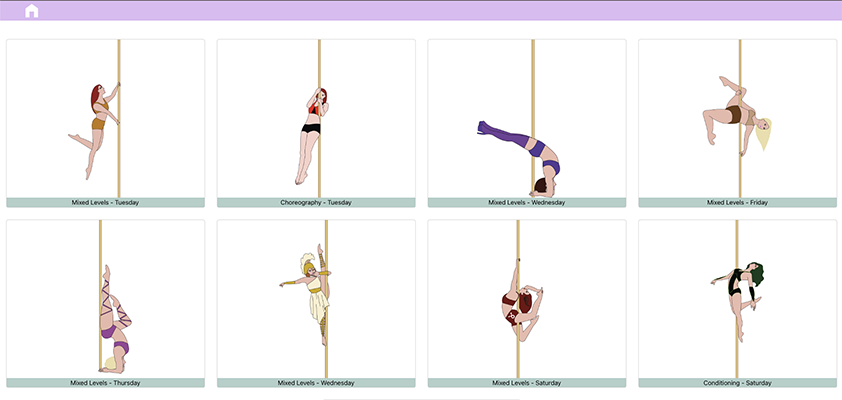 Mixed Levels - Tuesday
Choreography - Tuesday
Mixed Levels - Wednesday
Mixed Levels - Friday
Mixed Levels - Thursday
Mixed Levels - Wednesday
Mixed Levels - Saturday
Conditioning - Saturday